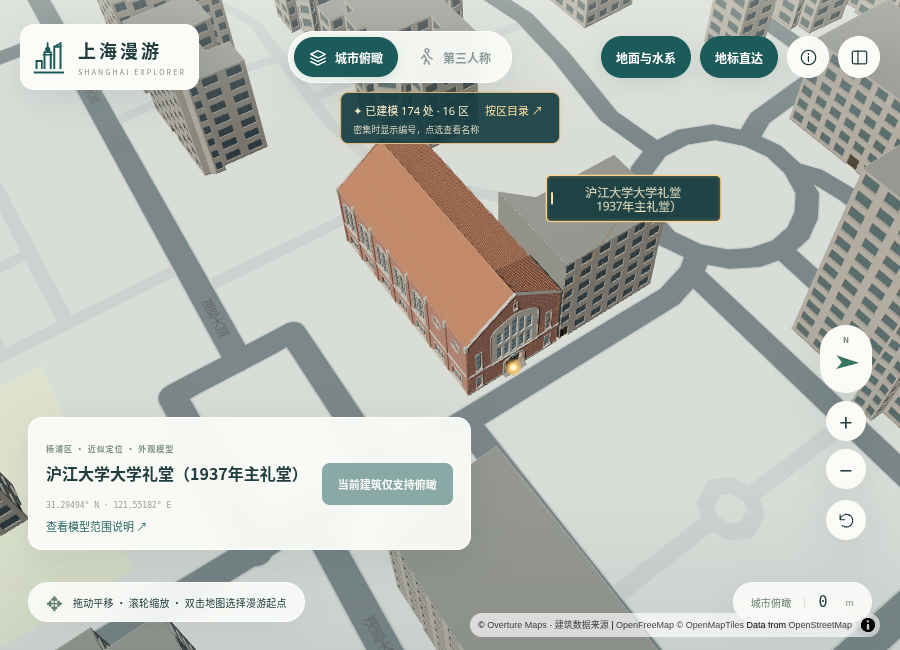 上海漫游
SHANGHAI EXPLORER
城市俯瞰
第三人称
地面与水系
地标直达
✦ 已建模 174 处 · 16 区 按区目录 ↗
密集时显示编号，点选查看名称
沪江大学大学礼堂
1937年主礼堂）
N
杨浦区 · 近似定位 · 外观模型
沪江大学大学礼堂（1937年主礼堂）
当前建筑仅支持俯瞰
31.29494° N · 121.55182° E
查看模型范围说明 ↗
拖动平移 · 滚轮缩放 · 双击地图选择漫游起点
城市俯瞰 0 m
© Overture Maps · 建筑数据来源 | OpenFreeMap © OpenMapTiles Data from OpenStreetMap